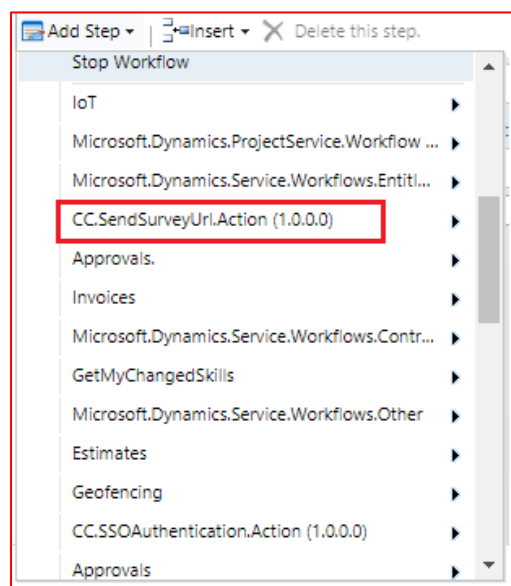 Add Step Insert Delete this step.
Stop Workflow
IoT
Microsoft.Dynamics.ProjectService.Workflow ...
Microsoft.Dynamics.Service.Workflows.Entitl...
CC.SendSurveyUrl.Action (1.0.0.0)
Approvals.
Invoices
Microsoft.Dynamics.Service.Workflows.Contr...
GetMyChangedSkills
Microsoft.Dynamics.Service.Workflows.Other
Estimates
Geofencing
CC.SSOAuthentication.Action (1.0.0.0)
Approvals